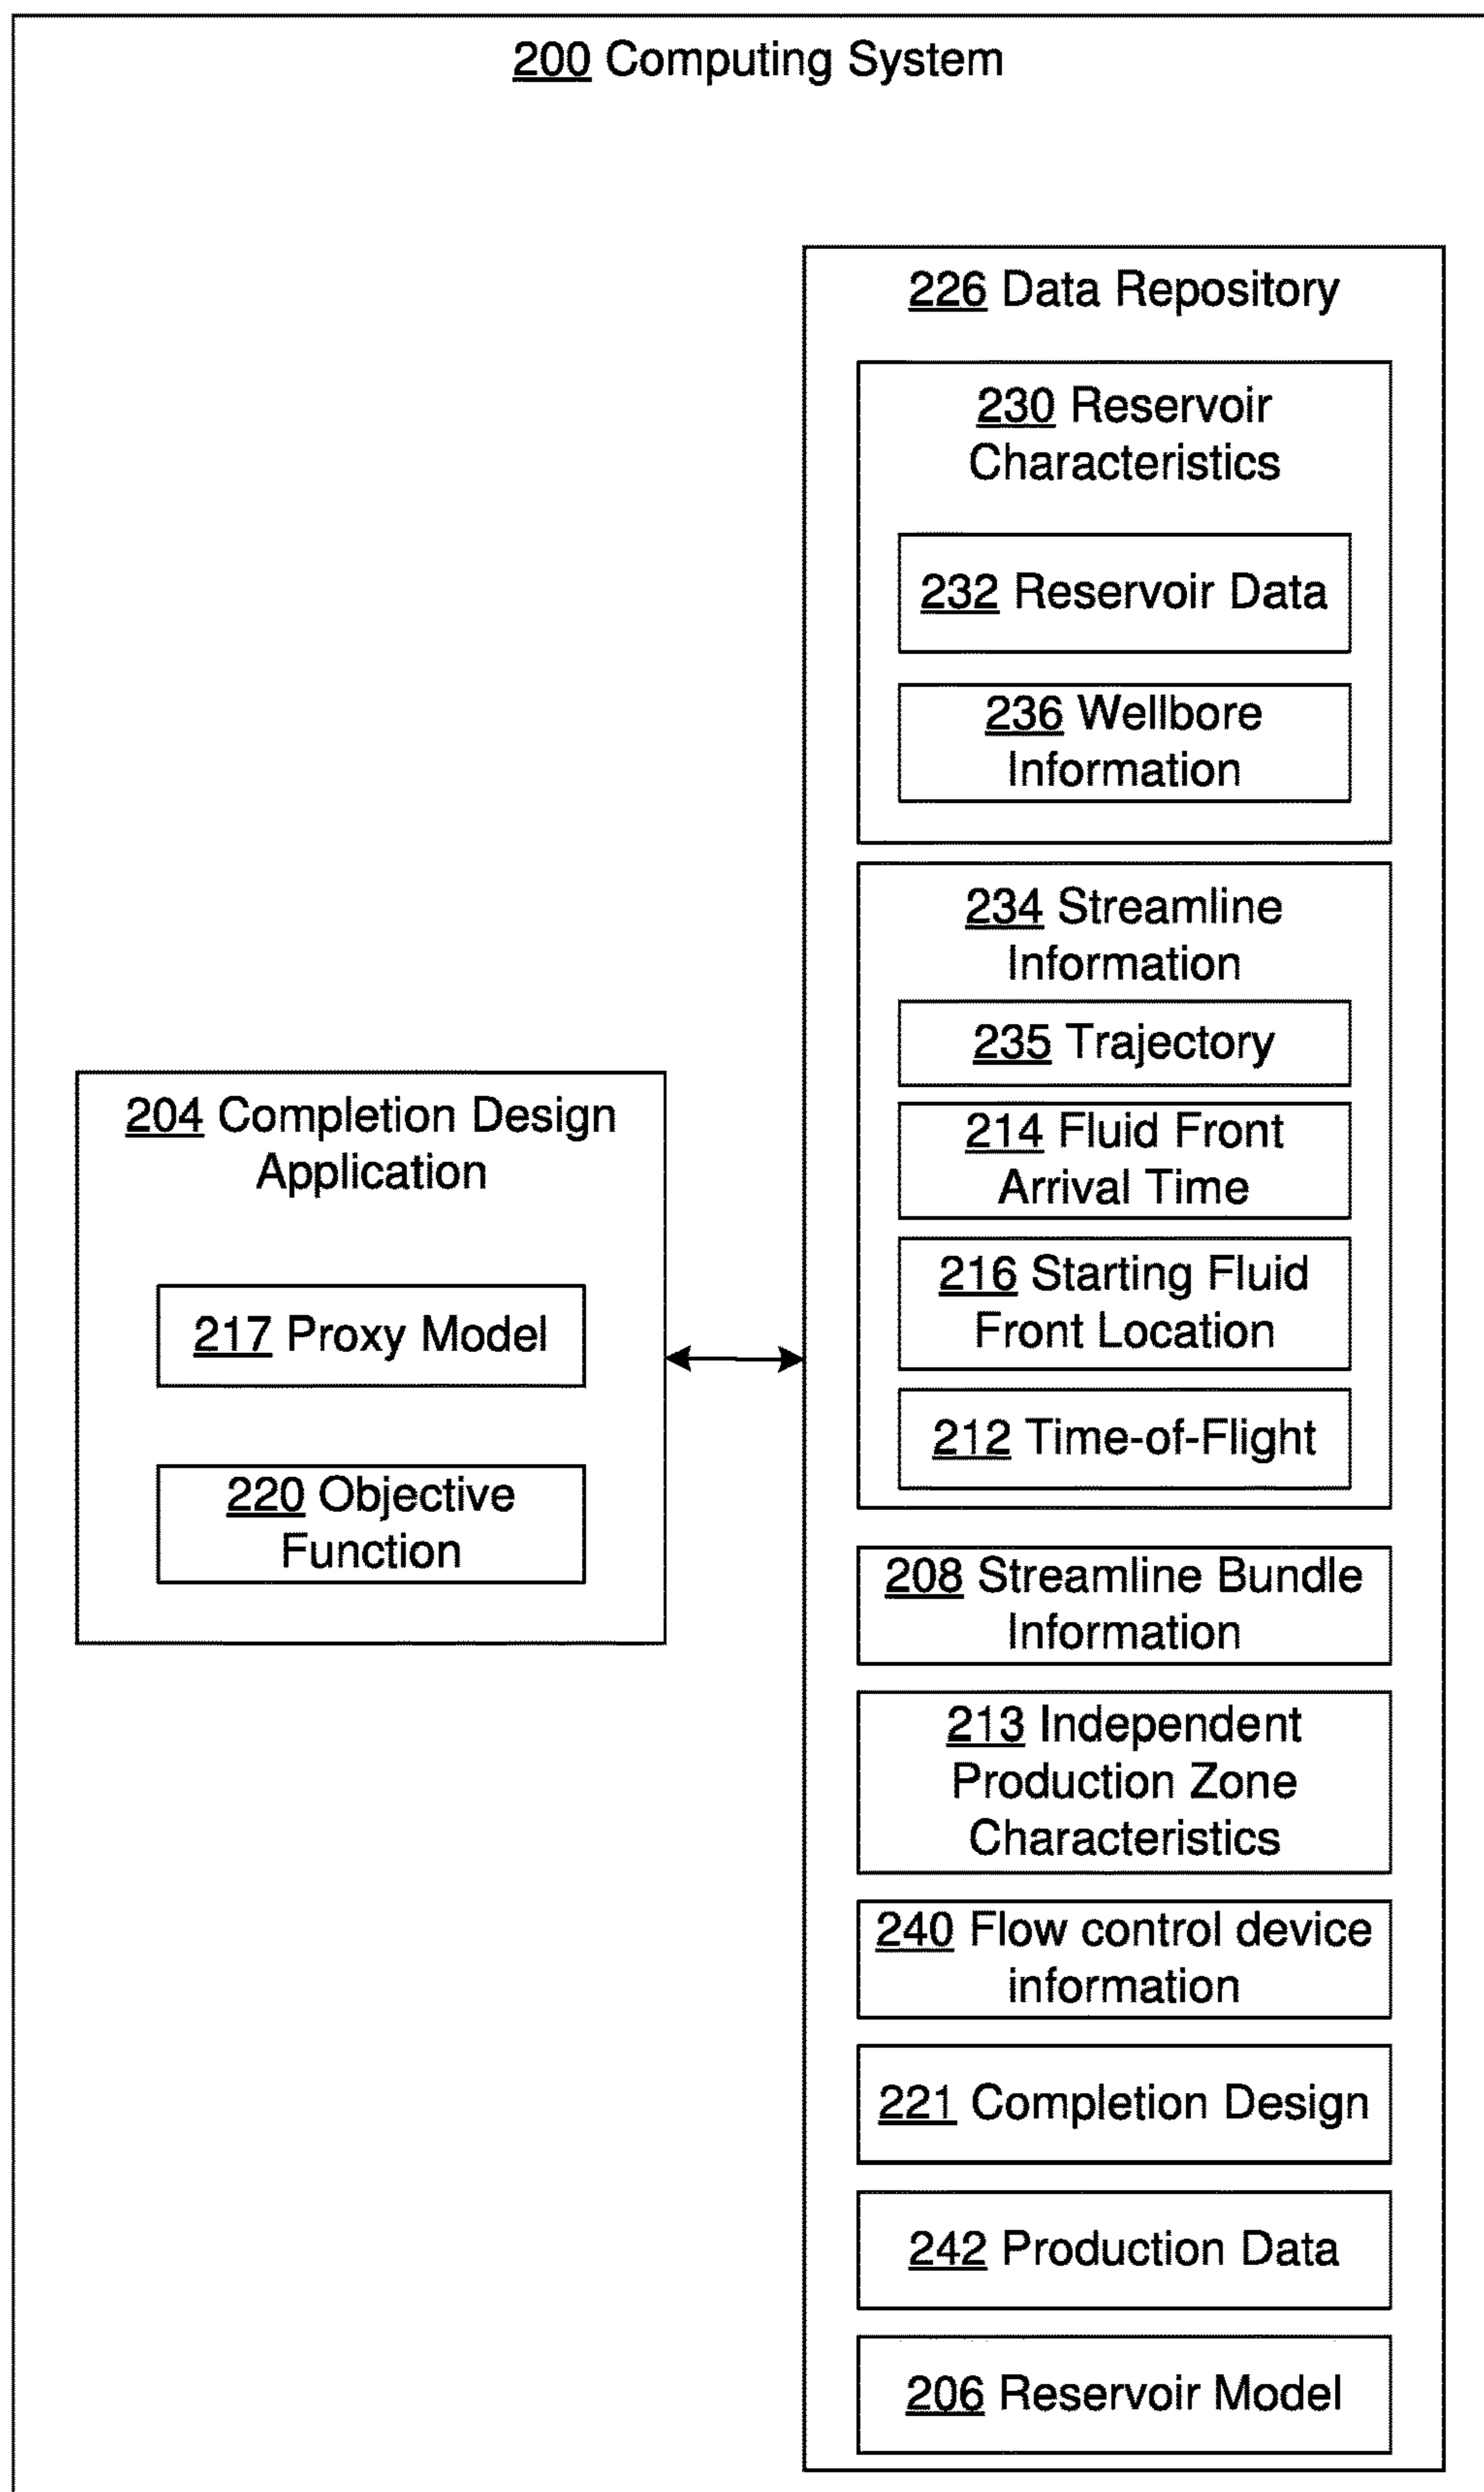 200 Computing System
226 Data Repository
230 Reservoir
Characteristics
232 Reservoir Data
236 Wellbore
Information
234 Streamline
Information
235 Trajectory
214 Fluid Front
Arrival Time
216 Starting Fluid
Front Location
212 Time-of-Flight
204 Completion Design
Application
217 Proxy Model
220 Objective
Function
208 Streamline Bundle
Information
213 Independent
Production Zone
Characteristics
240 Flow control device
information
221 Completion Design
242 Production Data
206 Reservoir Model